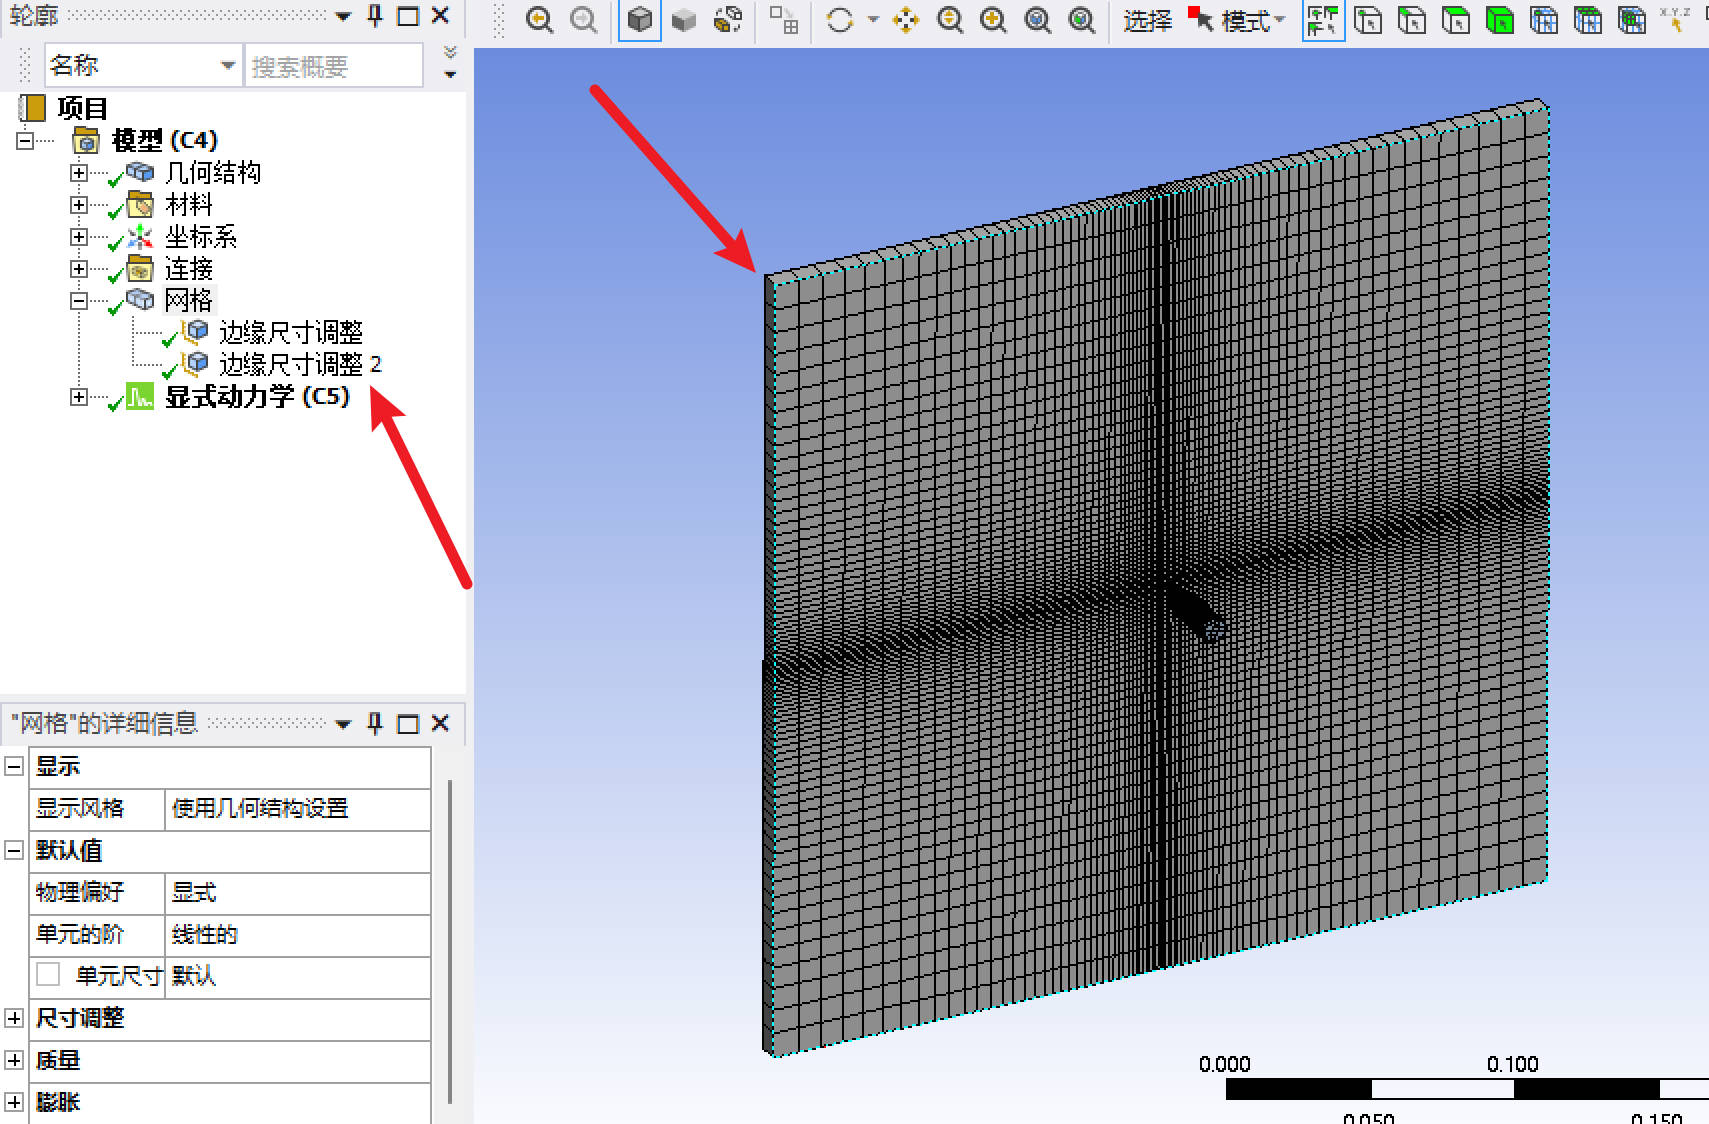 轮廓
选择
模式
X.Y.Z
名称
搜索概要
项目
模型 (C4)
几何结构
材料
坐标系
连接
网格
边缘尺寸调整
边缘尺寸调整 2
显式动力学 (C5)
"网格"的详细信息
显示
显示风格 使用几何结构设置
默认值
物理偏好 显式
单元的阶 线性的
单元尺寸 默认
尺寸调整
质量
膨胀
0.000 0.100
0.050 0.150